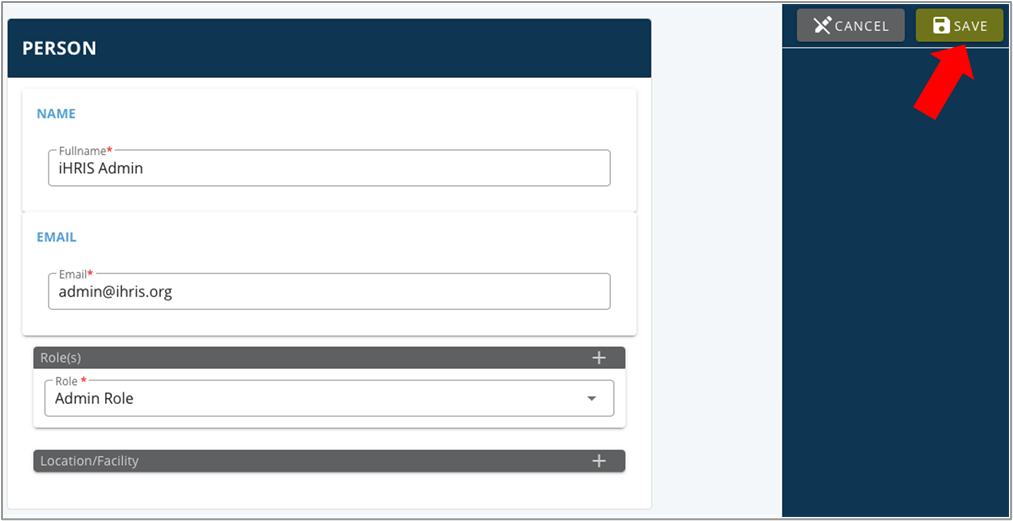 PERSON
CANCEL
SAVE
NAME
Fullname*
iHRIS Admin
EMAIL
Email*
admin@ihris.org
Role(s)
Role *
Admin Role
Location/Facility